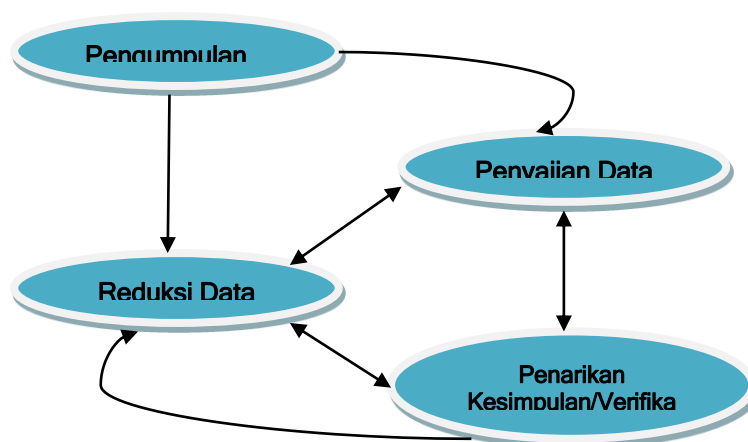 Pengumpulan
Penyajian Data
Reduksi Data
Penarikan
Kesimpulan/Verifika